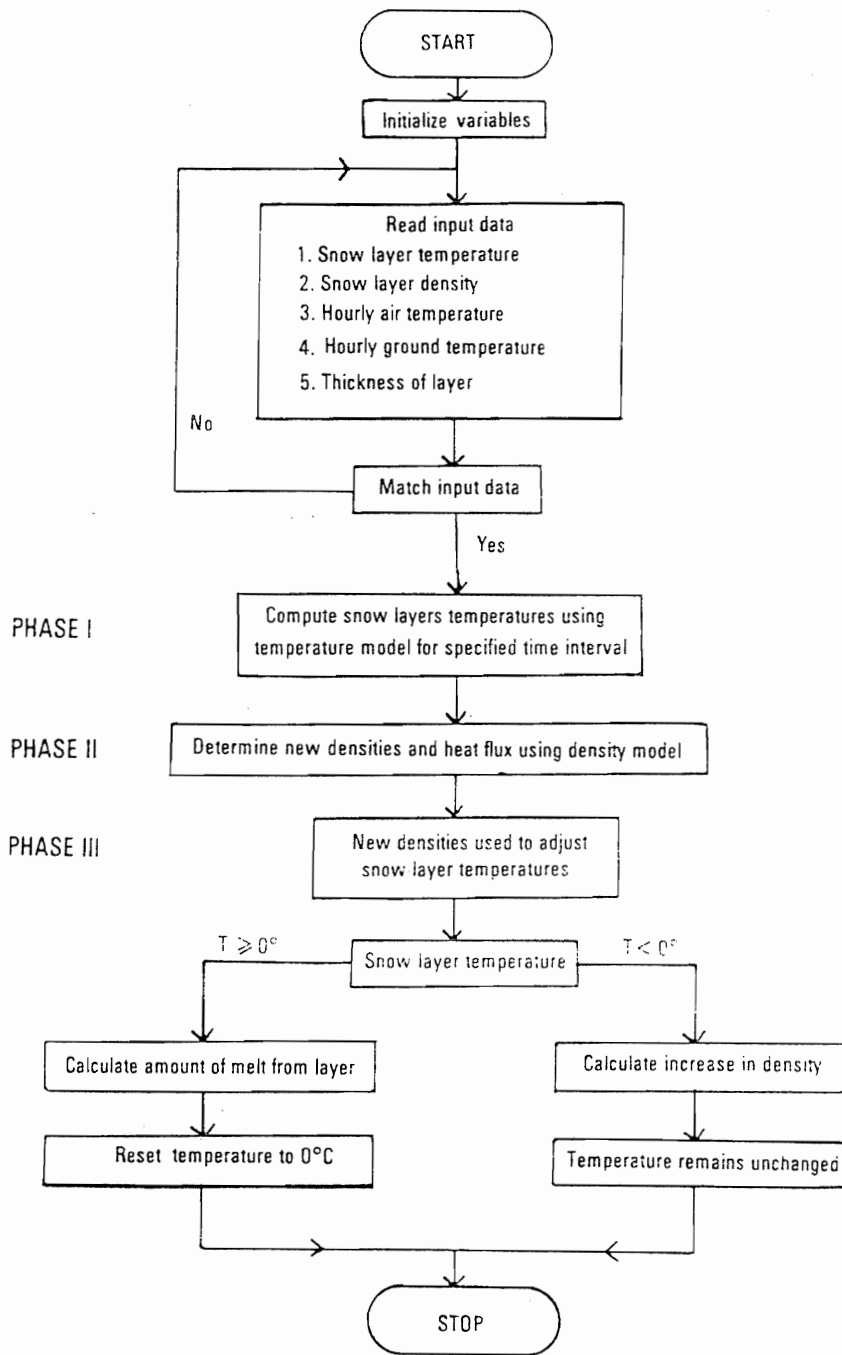 START
Initialize variables
Read input data
1. Snow layer temperature
2. Snow layer density
3. Hourly air temperature
4. Hourly ground temperature
5. Thickness of layer
No
Match input data
Yes
PHASE I
Compute snow layers temperatures using
temperature model for specified time interval
PHASE II
Determine new densities and heat flux using density model
PHASE III
New densities used to adjust
snow layer temperatures
T ⩾ 0°
Snow layer temperature
T < 0°
Calculate amount of melt from layer
Calculate increase in density
Reset temperature to 0°C
Temperature remains unchanged
STOP